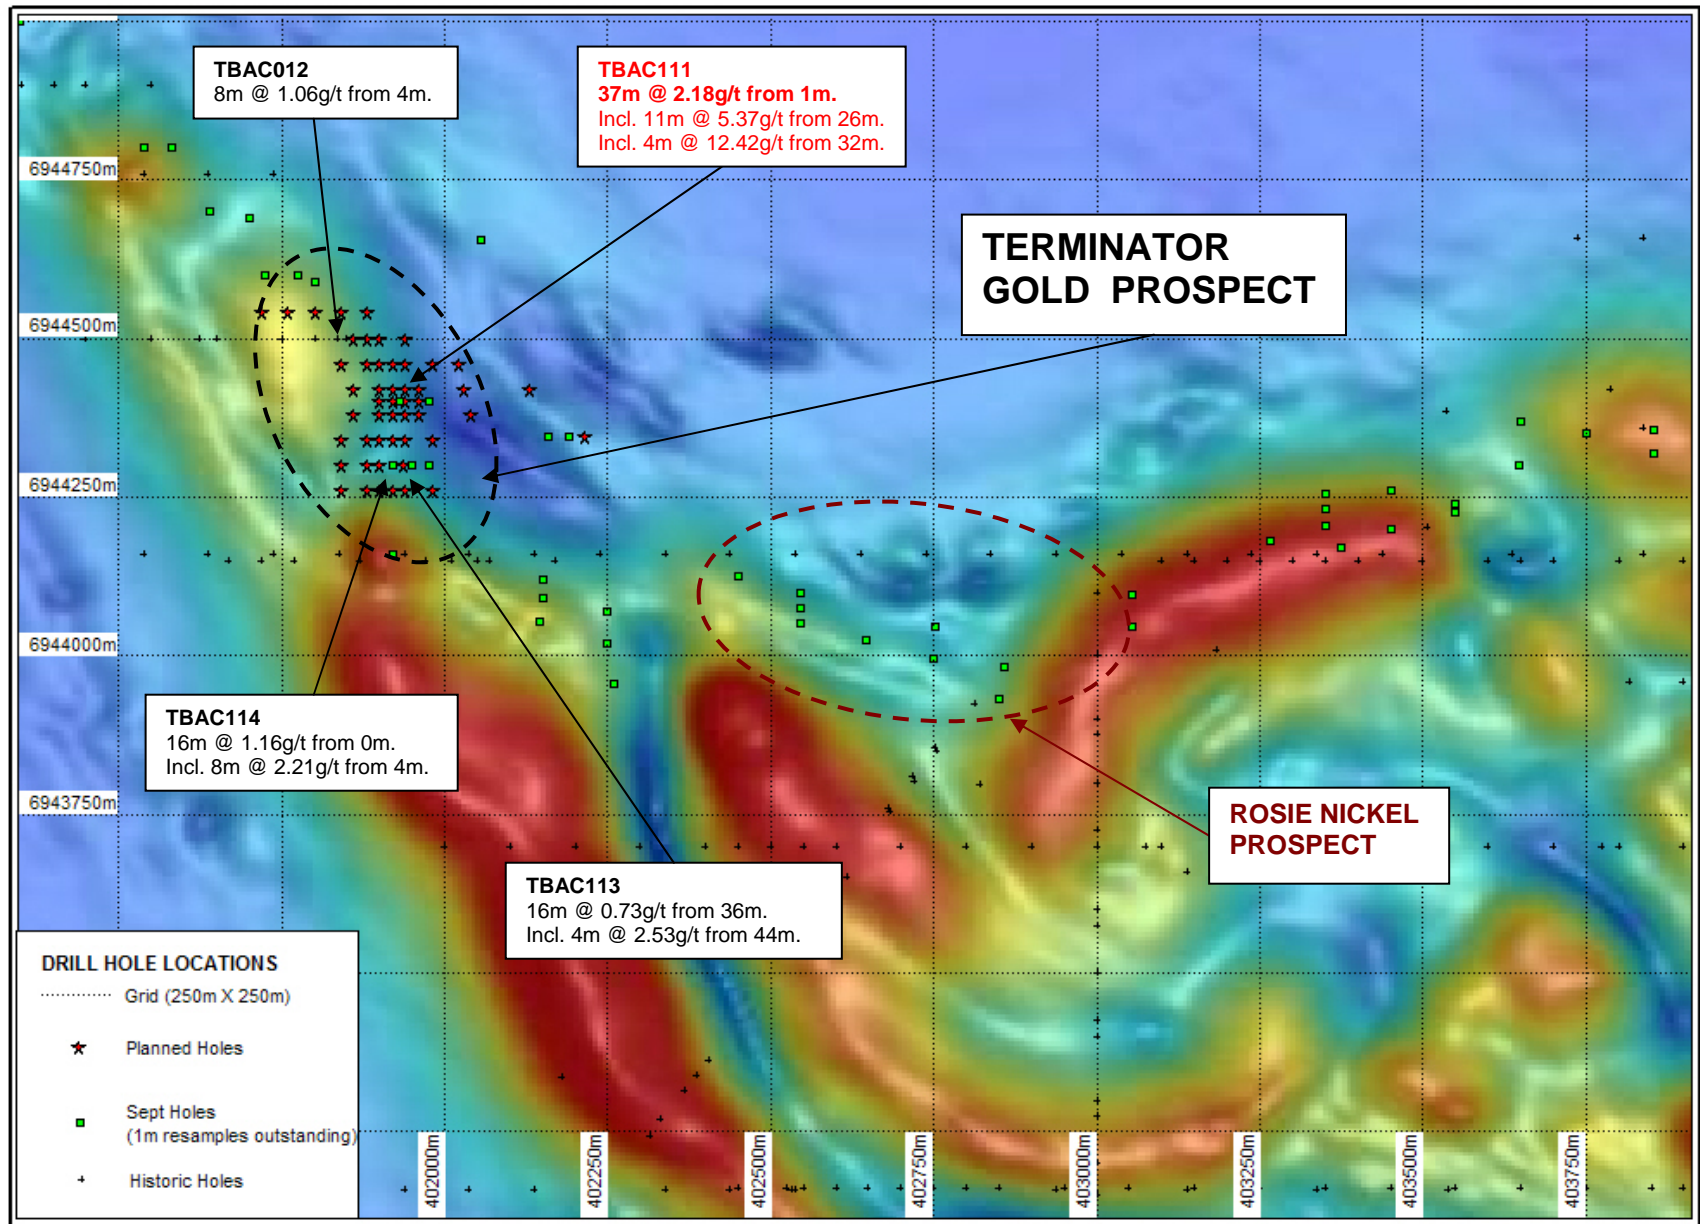 TBAC012
8m @ 1.06g/t from 4m.
TBAC111
37m @ 2.18g/t from 1m.
Incl. 11m @ 5.37g/t from 26m.
Incl. 4m @ 12.42g/t from 32m.
6944750m
TERMINATOR
GOLD PROSPECT
6944500m
6944250m
6944000m
TBAC114
16m @ 1.16g/t from 0m.
Incl. 8m @ 2.21g/t from 4m.
6943750m
ROSIE NICKEL
PROSPECT
TBAC113
16m @ 0.73g/t from 36m.
Incl. 4m @ 2.53g/t from 44m.
DRILL HOLE LOCATIONS
Grid (250m X 250m)
Planned Holes
Sept Holes
(1m resamples outstanding)
Historic Holes
402000m
402250m
402500m
402750m
403000m
403250m
403500m
403750m